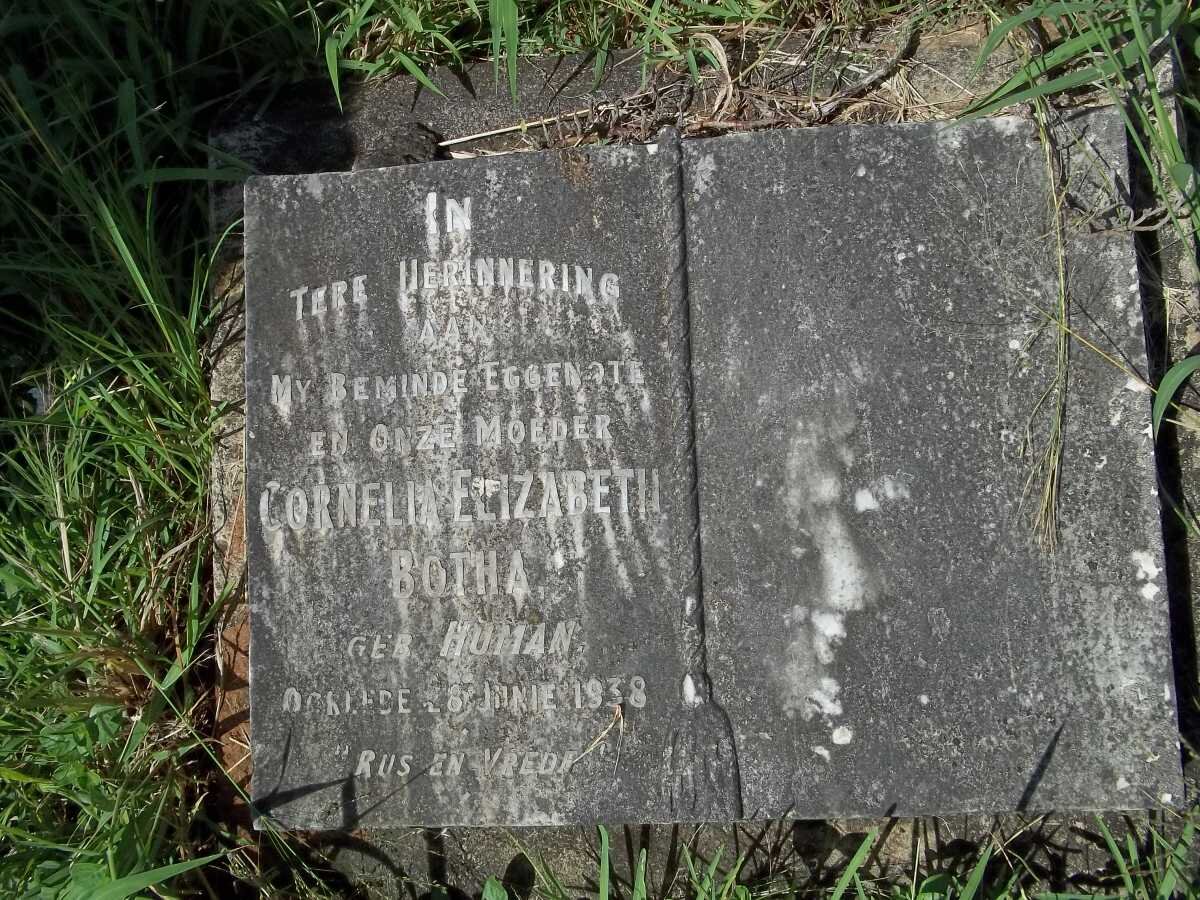 IN
TERE HERINNERING
AAN
MY BEMINDE EGGENOTE
EN ONZE MOEDER
CORNELIA ELIZABETH
BOTHA
GEB HUMAN.
OORLEDE 28 JUNIE 1938
"RUS EN VREDE"